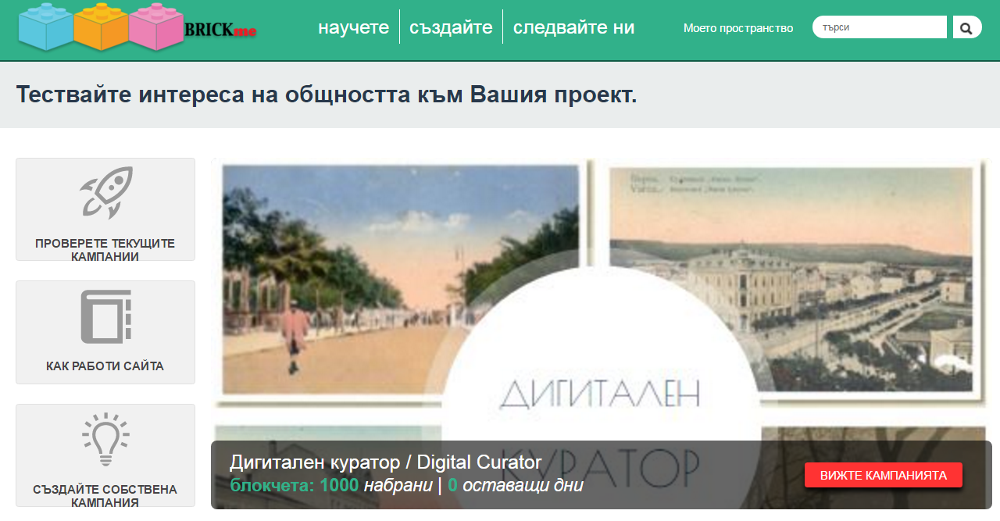 BRICKme
научете
създайте
следвайте ни
Моето пространство
търси
Тествайте интереса на общността към Вашия проект.
ПРОВЕРЕТЕ ТЕКУЩИТЕ
КАМПАНИИ
КАК РАБОТИ САЙТА
СЪЗДАЙТЕ СОБСТВЕНА
КАМПАНИЯ
ДИГИТАЛЕН
КУРАТОР
Дигитален куратор / Digital Curator
блокчета: 1000 набрани | 0 оставащи дни
ВИЖТЕ КАМПАНИЯТА